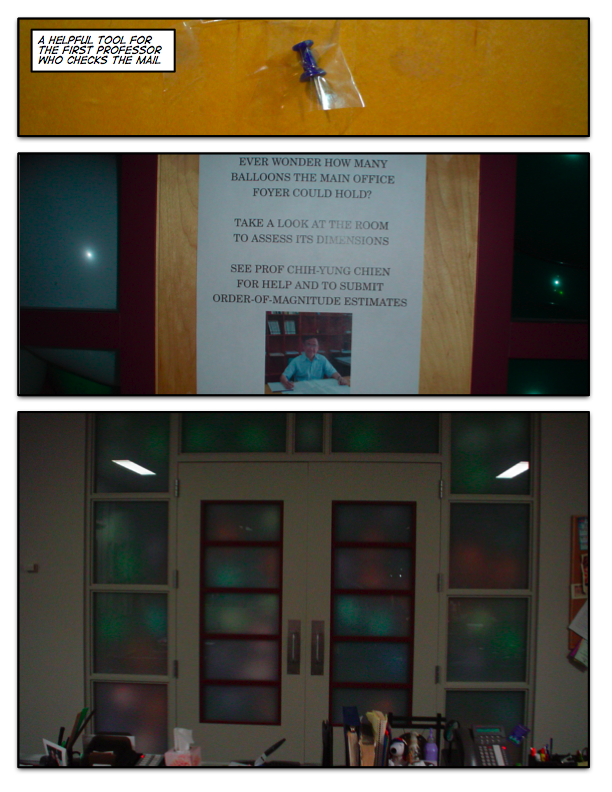 A HELPFUL TOOL FOR
THE FIRST PROFESSOR
WHO CHECKS THE MAIL.
EVER WONDER HOW MANY
BALLOONS THE MAIN OFFICE
FOYER COULD HOLD?
TAKE A LOOK AT THE ROOM
TO ASSESS ITS DIMENSIONS
SEE PROF CHIH-YUNG CHIEN
FOR HELP AND TO SUBMIT
ORDER-OF-MAGNITUDE ESTIMATES